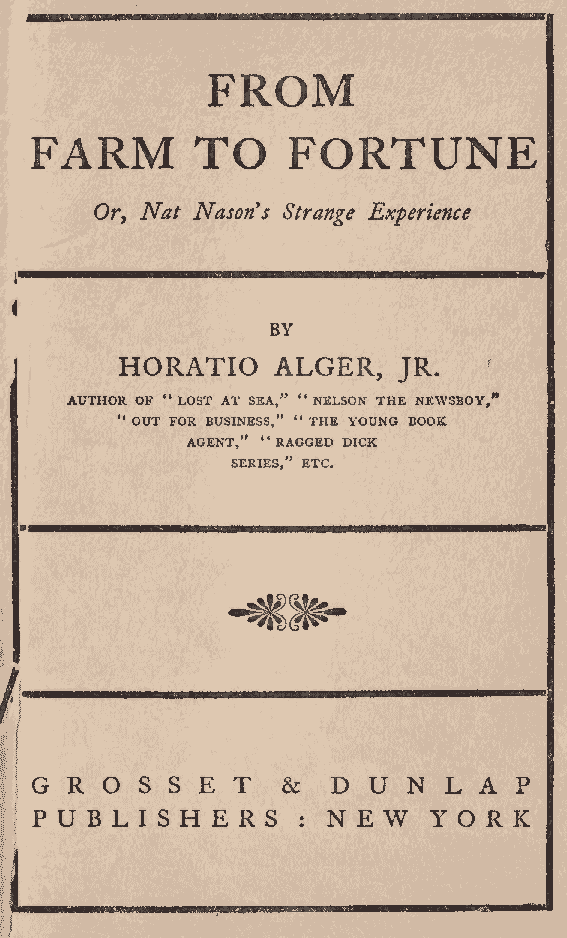 FROM
FARM TO FORTUNE
Or, Nat Nason's Strange Experience
BY
HORATIO ALGER, JR.
AUTHOR OF “LOST AT SEA,” “NELSON THE NEWSBOY,”
“OUT FOR BUSINESS,” “THE YOUNG BOOK
AGENT,” “RAGGED DICK
SERIES,” ETC.
GROSSET & DUNLAP
PUBLISHERS : NEW YORK